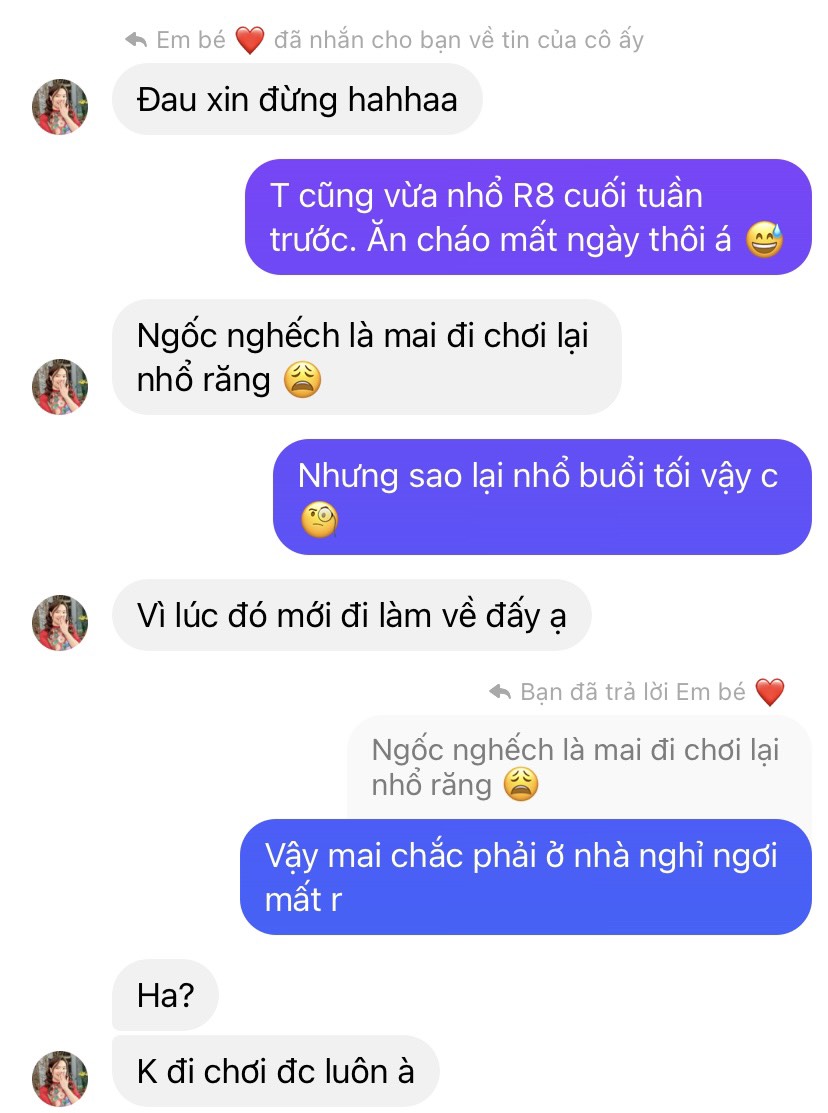 Em bé ❤️ đã nhắn cho bạn về tin của cô ấy
Đau xin đừng hahhaa
T cũng vừa nhổ R8 cuối tuần
trước. Ăn cháo mất ngày thôi á 😅
Ngốc nghếch là mai đi chơi lại
nhổ răng 😩
Nhưng sao lại nhổ buổi tối vậy c
🧐
Vì lúc đó mới đi làm về đấy ạ
Bạn đã trả lời Em bé ❤️
Ngốc nghếch là mai đi chơi lại
nhổ răng 😩
Vậy mai chắc phải ở nhà nghỉ ngơi
mất r
Ha?
K đi chơi đc luôn à